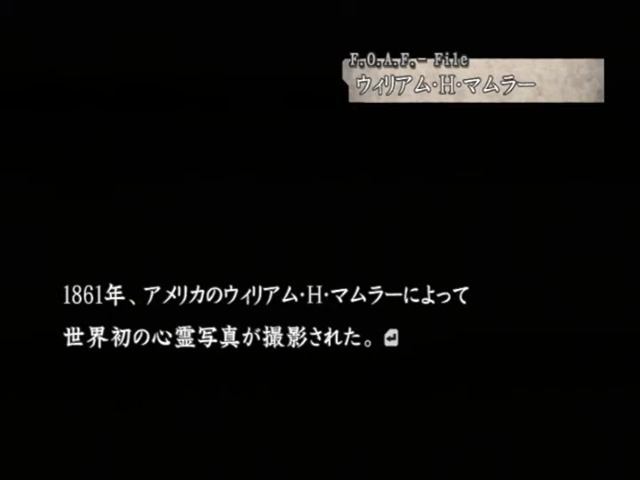 F.O.A.F.- File
ウィリアム・H・マムラー
1861年、アメリカのウィリアム・H・マムラーによって
世界初の心霊写真が撮影された。